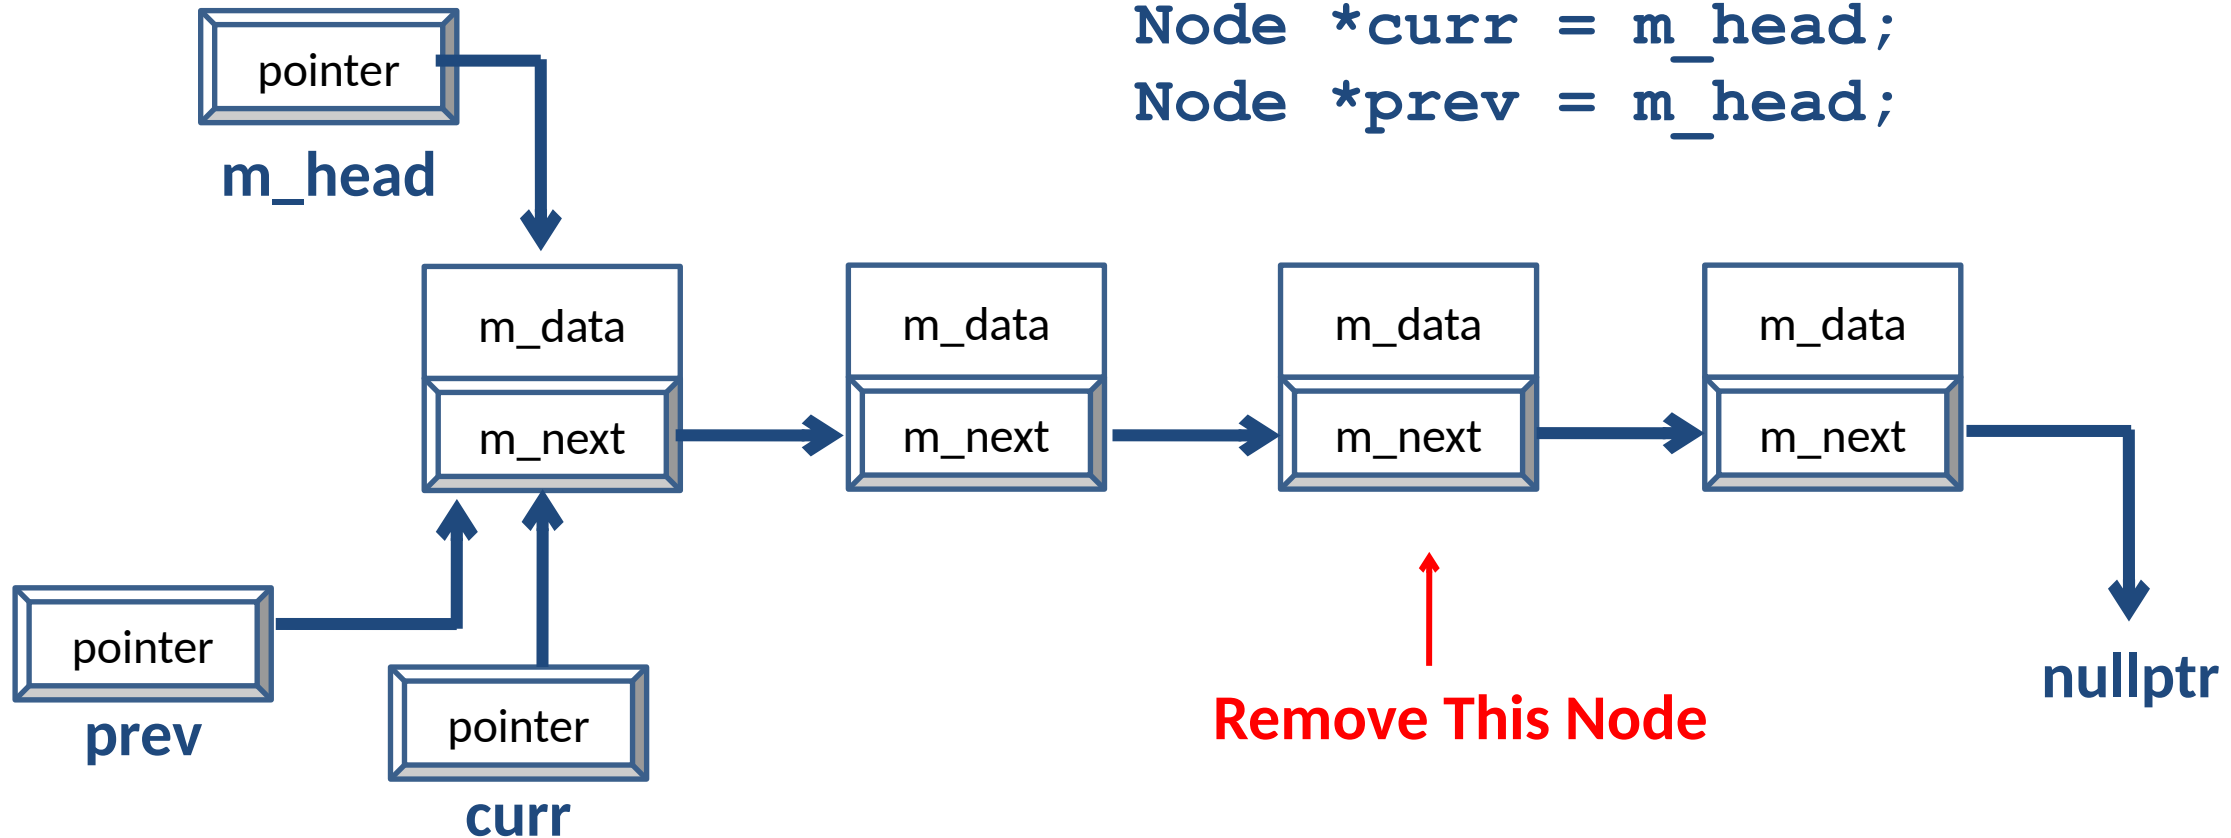 Node *curr = m_head;
Node *prev = m_head;
pointer
m_head
m_data
m_next
m_data
m_next
m_data
m_next
m_data
m_next
pointer
prev
pointer
curr
Remove This Node
nullptr